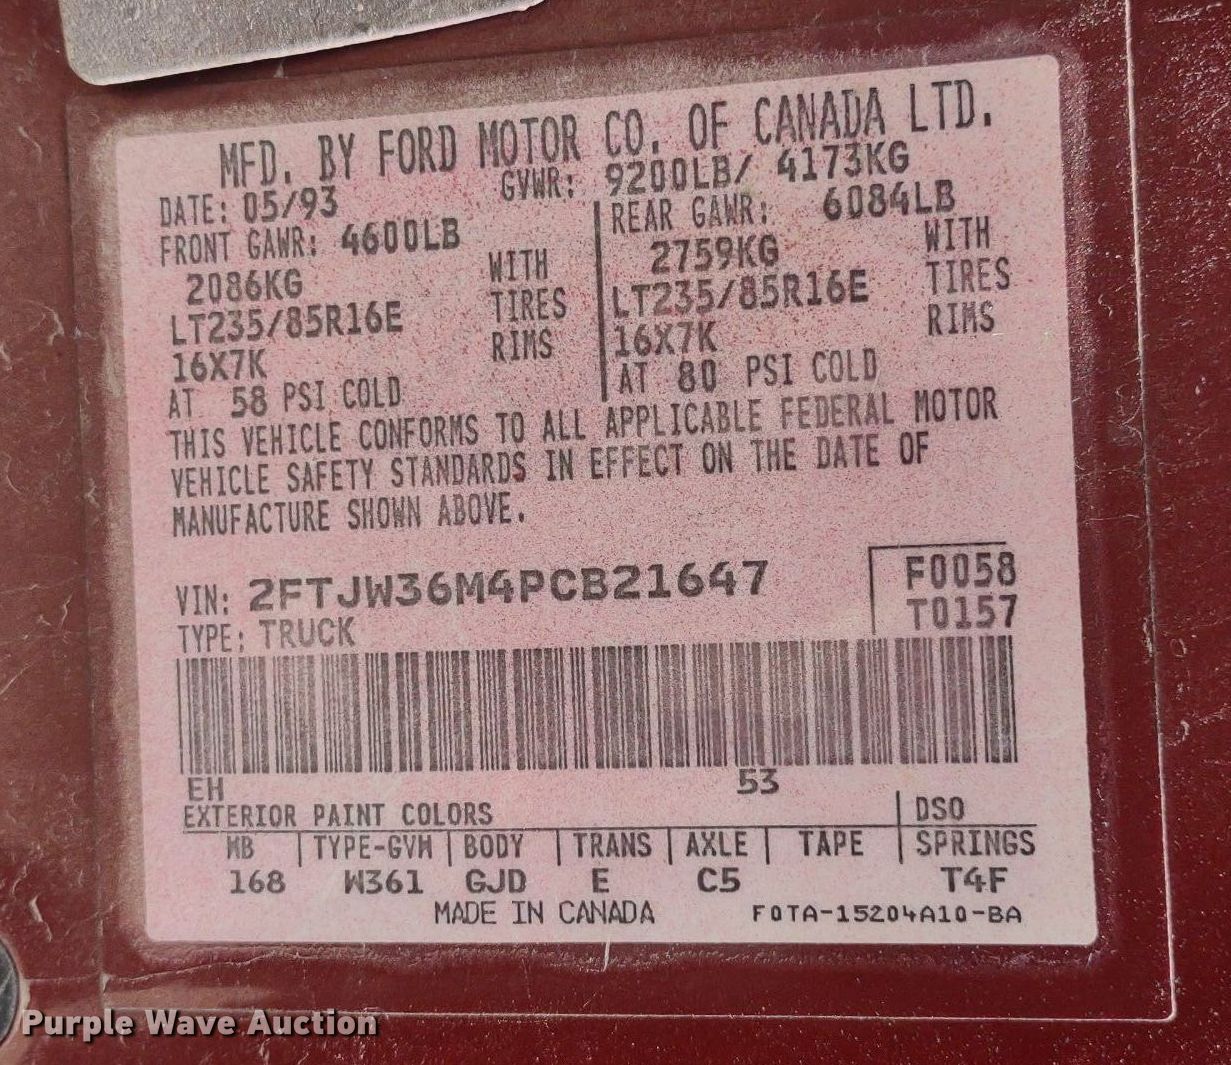 MFD. BY FORD MOTOR CO. OF CANADA LTD.
DATE: 05/93 GVWR: 9200LB/ 4173KG
FRONT GAWR: 4600LB
2086KG WITH
LT235/85R16E TIRES
16X7K RIMS
AT 58 PSI COLD
REAR GAWR: 6084LB
2759KG WITH
LT235/85R16E TIRES
16X7K RIMS
AT 80 PSI COLD
THIS VEHICLE CONFORMS TO ALL APPLICABLE FEDERAL MOTOR
VEHICLE SAFETY STANDARDS IN EFFECT ON THE DATE OF
MANUFACTURE SHOWN ABOVE.
VIN: 2FTJW36M4PCB21647
TYPE: TRUCK
F0058
T0157
EH 53
EXTERIOR PAINT COLORS DSO
WB TYPE-GVW BODY TRANS AXLE TAPE SPRINGS
168 W361 GJD E C5 T4F
MADE IN CANADA F0TA-15204A10-BA
Purple Wave Auction